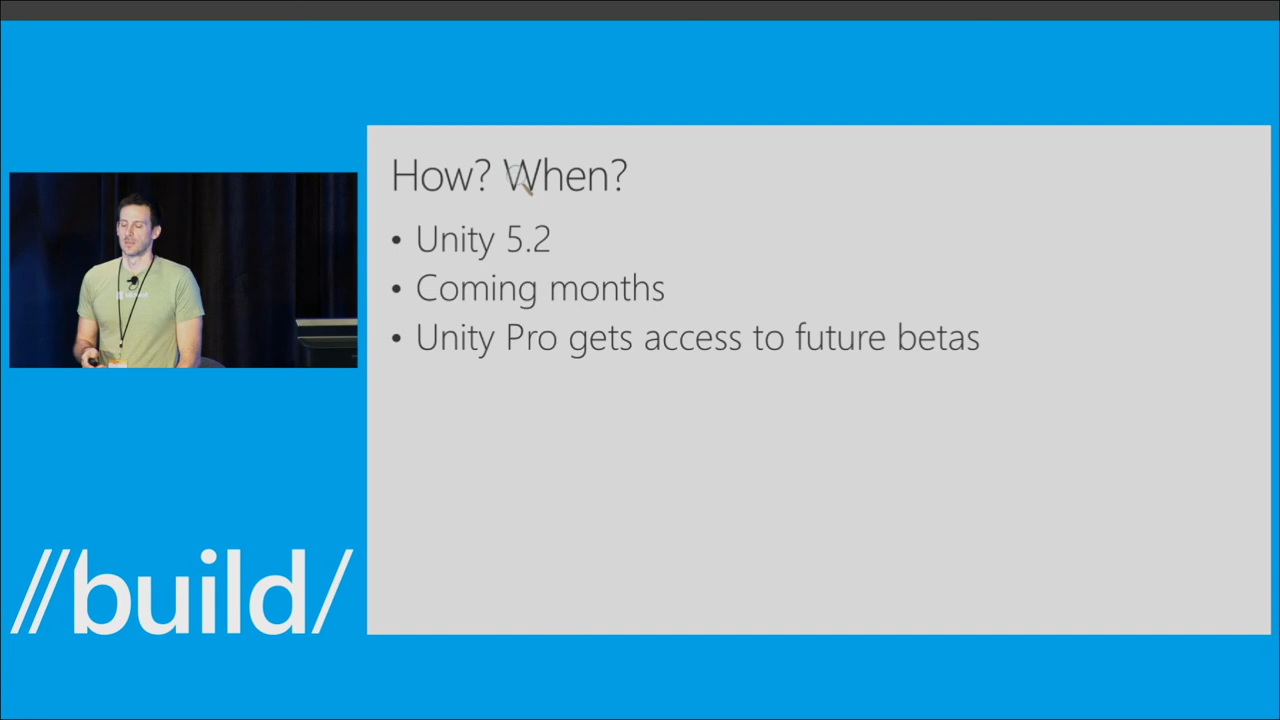 How? When?
• Unity 5.2
• Coming months
• Unity Pro gets access to future betas
//build/